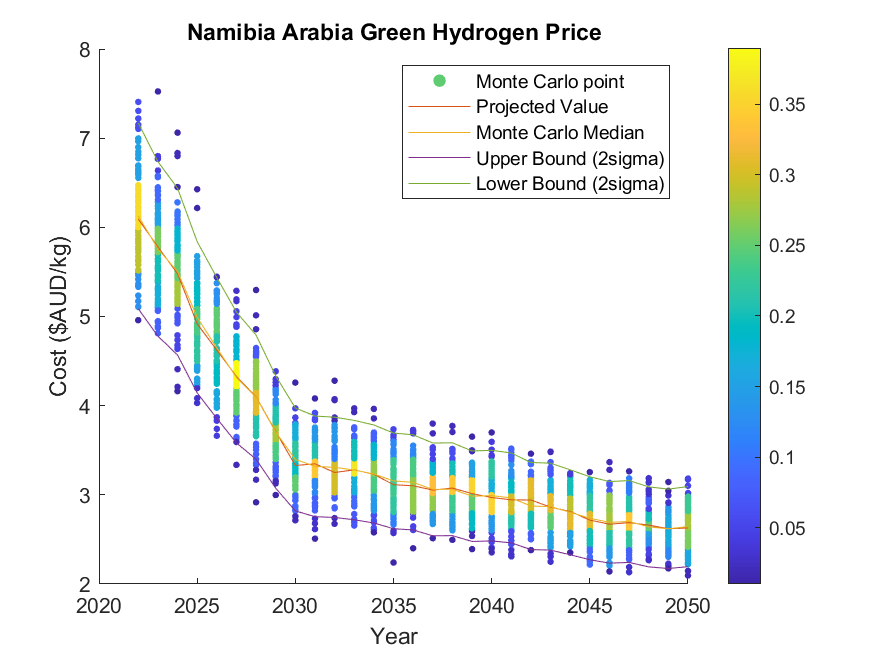 Namibia Arabia Green Hydrogen Price
Monte Carlo point
Projected Value
Monte Carlo Median
Upper Bound (2sigma)
Lower Bound (2sigma)
Cost ($AUD/kg)
8
7
6
5
4
3
2
2020
2025
2030
2035
2040
2045
2050
Year
0.35
0.3
0.25
0.2
0.15
0.1
0.05